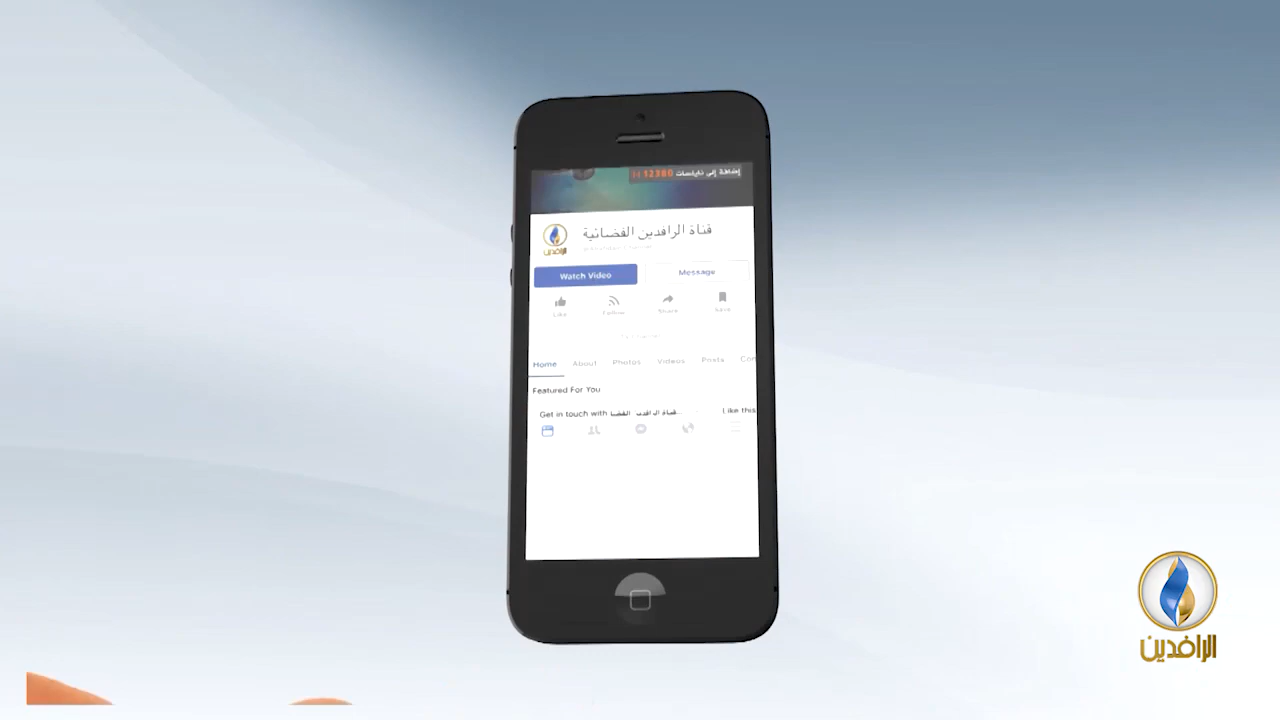 إضافة إلى نايلسات 12380 H
قناة الرافدين الفضائية
الرافدين
Watch Video
Message
Like
Follow
Share
Save
Home
About
Photos
Videos
Posts
Featured For You
Get in touch with
Like this
الرافدين